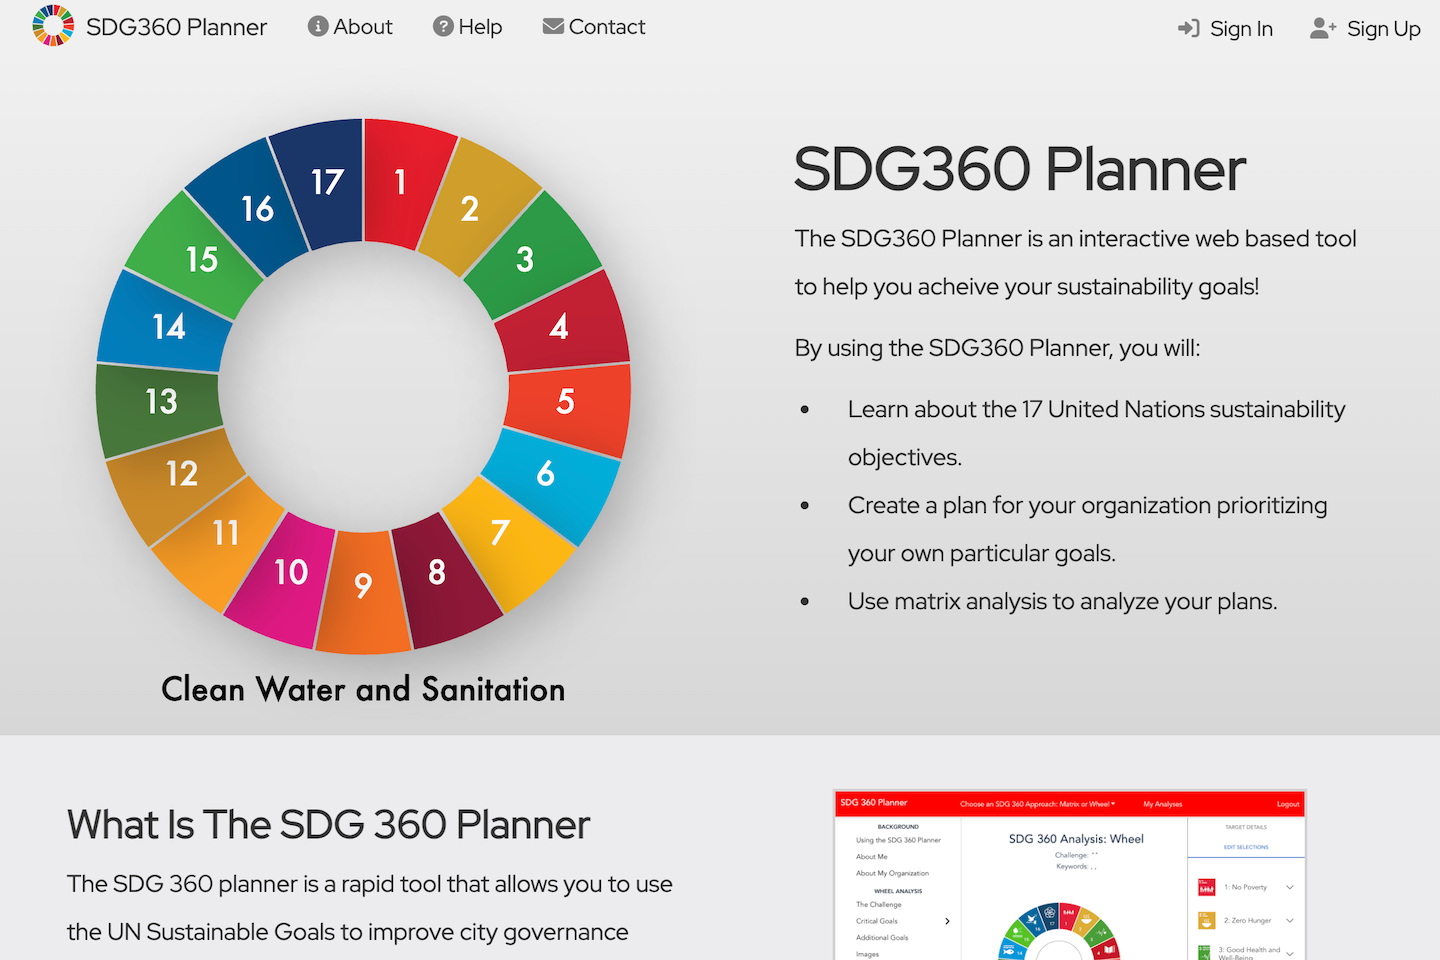 SDG360 Planner
About
Help
Contact
Sign In
Sign Up
1
2
3
4
5
6
7
8
9
10
11
12
13
14
15
16
17
Clean Water and Sanitation
SDG360 Planner
The SDG360 Planner is an interactive web based tool
to help you acheive your sustainability goals!
By using the SDG360 Planner, you will:
• Learn about the 17 United Nations sustainability
objectives.
• Create a plan for your organization prioritizing
your own particular goals.
• Use matrix analysis to analyze your plans.
What Is The SDG 360 Planner
The SDG 360 planner is a rapid tool that allows you to use
the UN Sustainable Goals to improve city governance
SDG 360 Planner
Choose an SDG 360 Approach: Matrix or Wheel
My Analyses
Logout
BACKGROUND
Using the SDG 360 Planner
About Me
About My Organization
WHEEL ANALYSIS
The Challenge
Critical Goals
Additional Goals
Images
SDG 360 Analysis: Wheel
Challenge: ""
Keywords: , ,
TARGET DETAILS
EDIT SELECTIONS
1: No Poverty
2: Zero Hunger
3: Good Health and
Well-Being